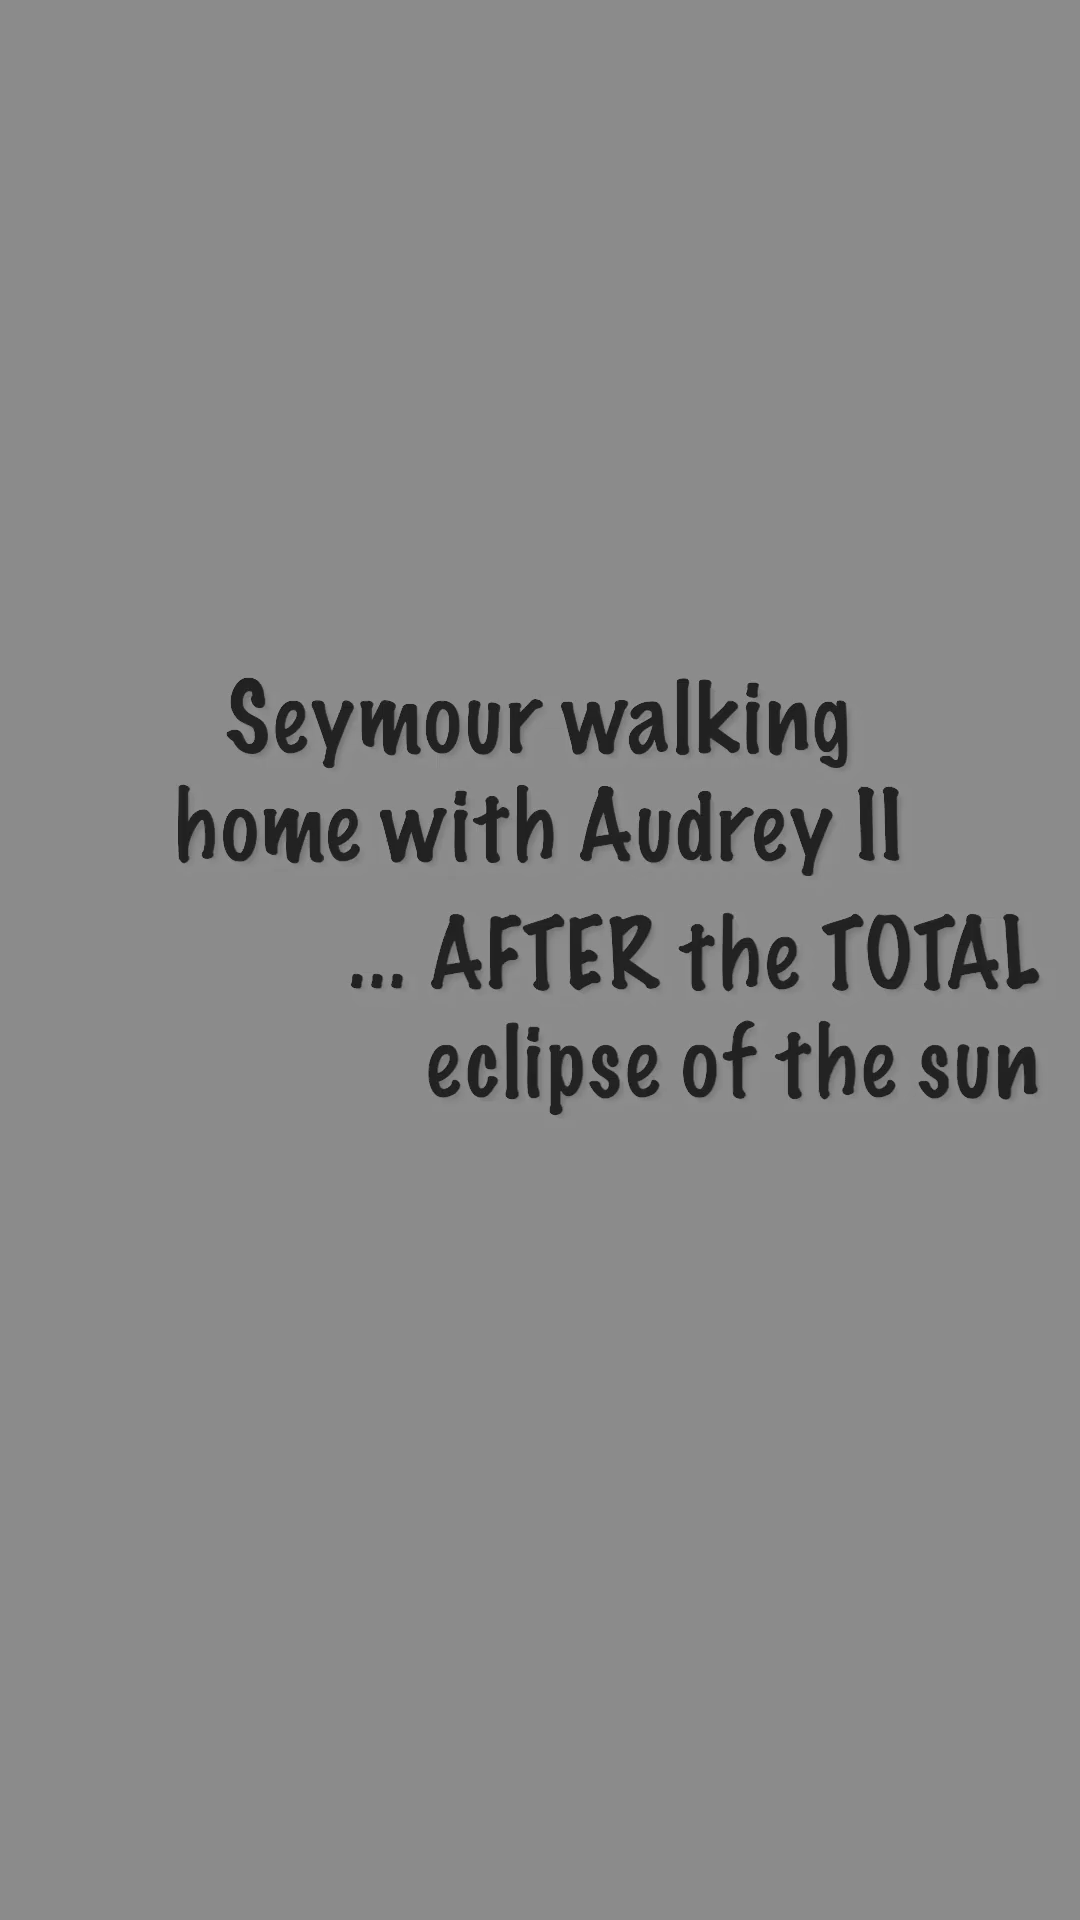 Seymour walking
home with Audrey II
... AFTER the TOTAL
eclipse of the sun